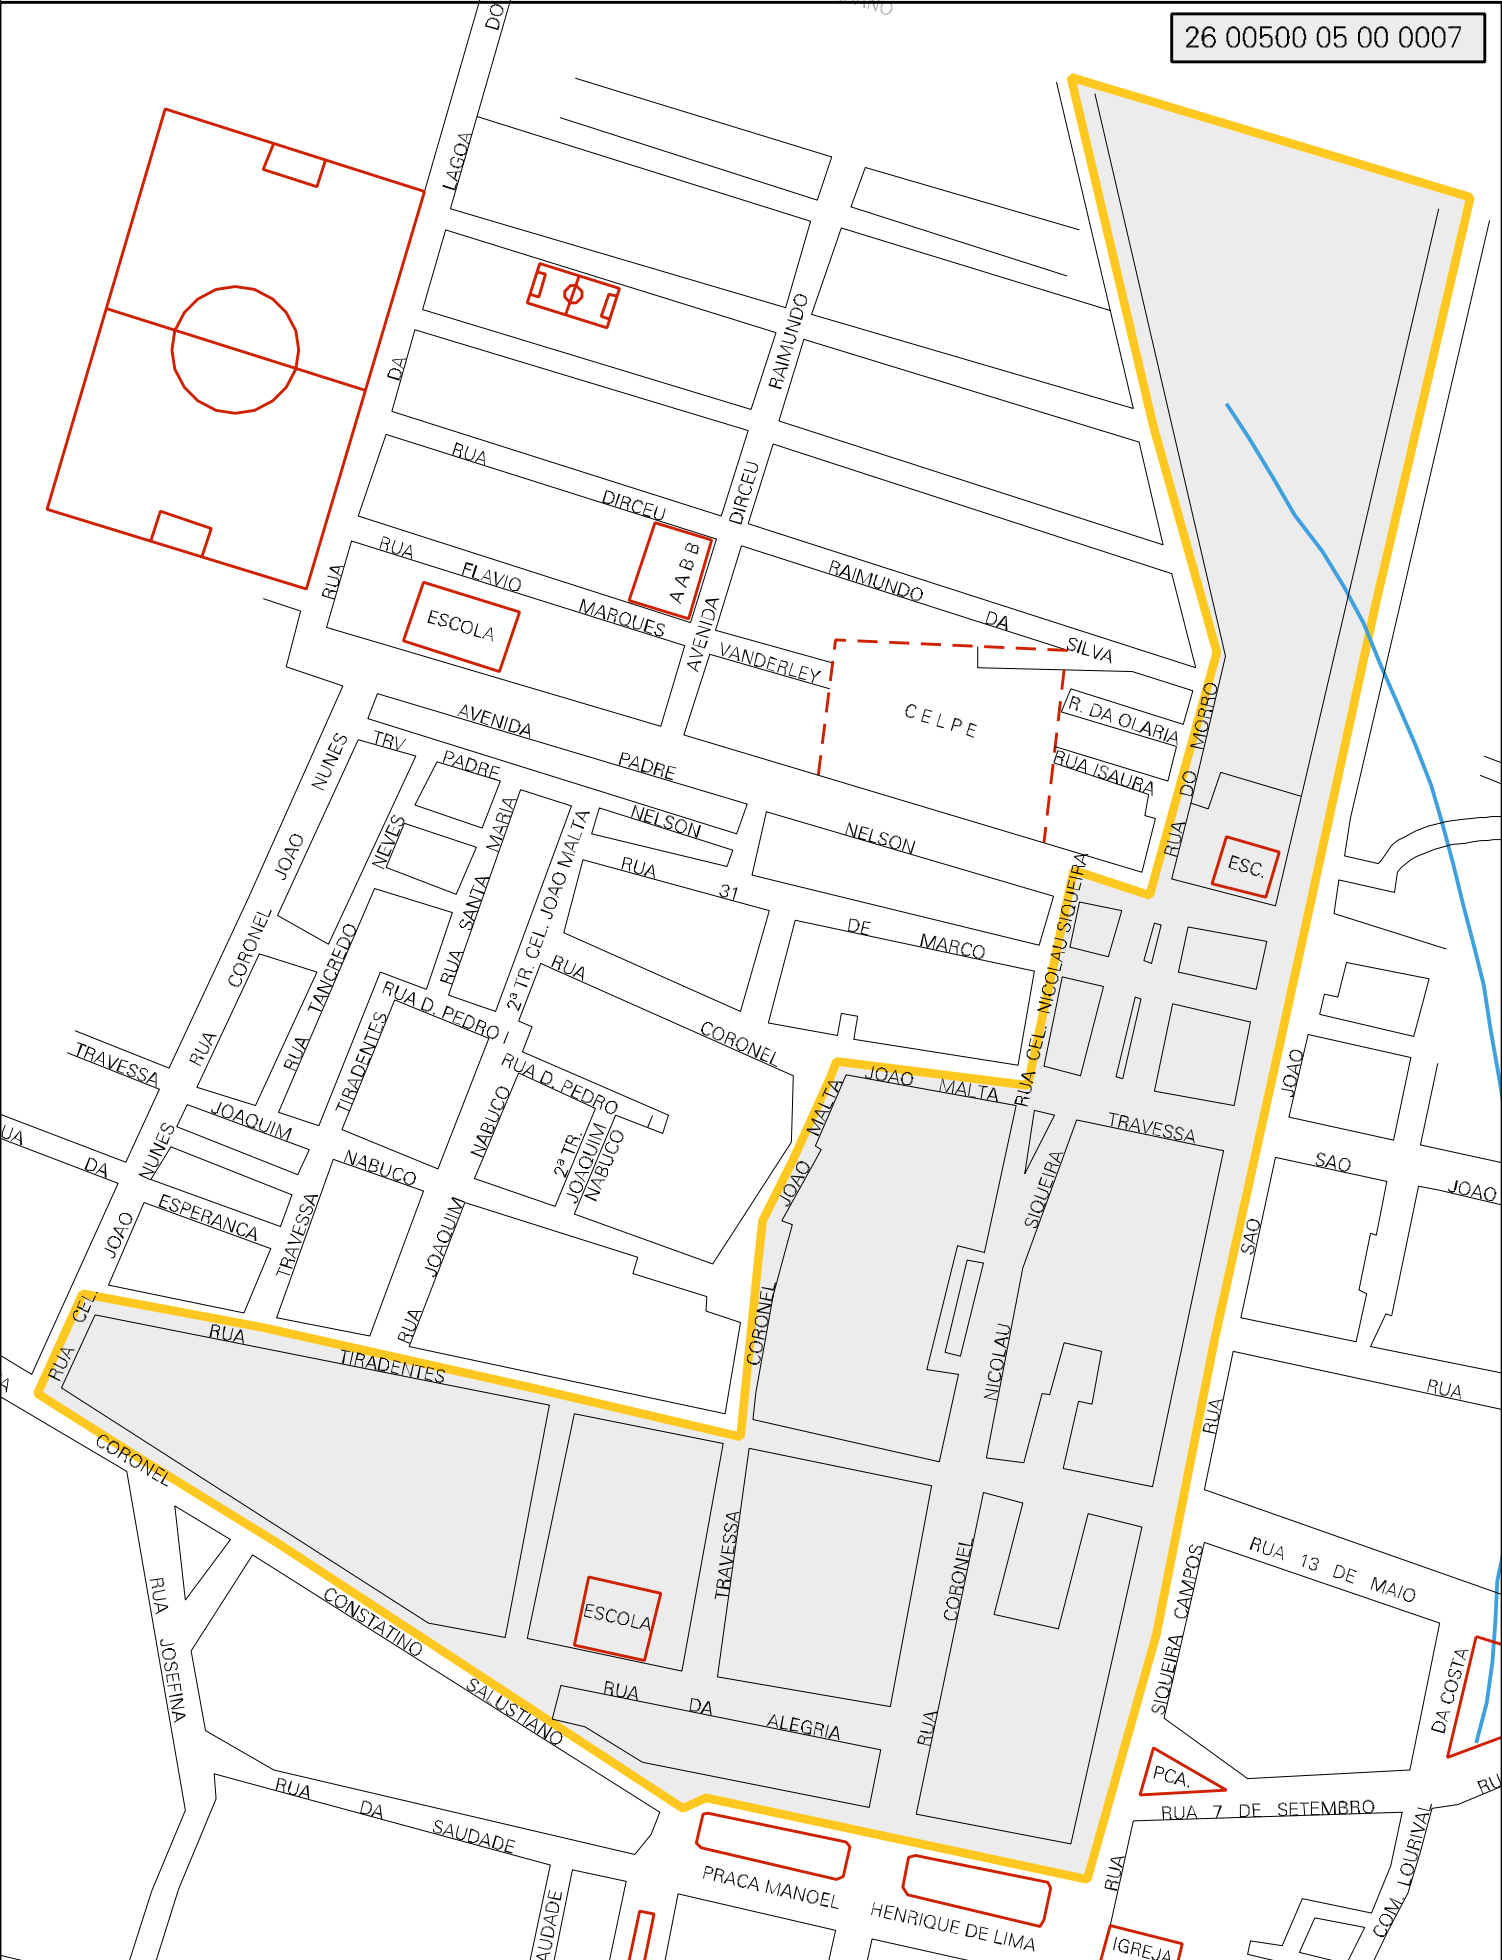 ANO
26 00500 05 00 0007
DO
LAGOA
DA
RUA
RAIMUNDO
DIRCEU
AVENIDA
RUA
DIRCEU
RAIMUNDO
DA
SILVA
RUA
FLAVIO
MARQUES
VANDERLEY
A A B B
ESCOLA
C E L P E
R. DA OLARIA
RUA ISAURA
RUA
DO
MORRO
ESC.
AVENIDA
PADRE
NELSON
TRV
PADRE
NELSON
NUNES
JOAO
CORONEL
RUA
NEVES
TANCREDO
RUA
MARIA
SANTA
RUA
2ª TR. CEL. JOAO MALTA
RUA
31
DE
MARCO
RUA
CORONEL
JOAO
MALTA
RUA CEL. NICOLAU SIQUEIRA
RUA D. PEDRO I
RUA D. PEDRO
I
TIRADENTES
TRAVESSA
TRAVESSA
JOAQUIM
NABUCO
NABUCO
JOAQUIM
RUA
2ª TR.
JOAQUIM
NABUCO
UA
DA
ESPERANCA
NUNES
JOAO
CEL.
RUA
RUA
TIRADENTES
MALTA
JOAO
CORONEL
TRAVESSA
TRAVESSA
SAO
JOAO
JOAO
SAO
RUA
RUA
SIQUEIRA
NICOLAU
CORONEL
RUA
A
CORONEL
CONSTATINO
SALUSTIANO
RUA
JOSEFINA
ESCOLA
RUA
DA
ALEGRIA
RUA 13 DE MAIO
SIQUEIRA CAMPOS
RUA
DA COSTA
PCA.
RUA 7 DE SETEMBRO
RU
COM. LOURIVAL
RUA
DA
SAUDADE
AUDADE
PRACA MANOEL
HENRIQUE DE LIMA
IGREJA